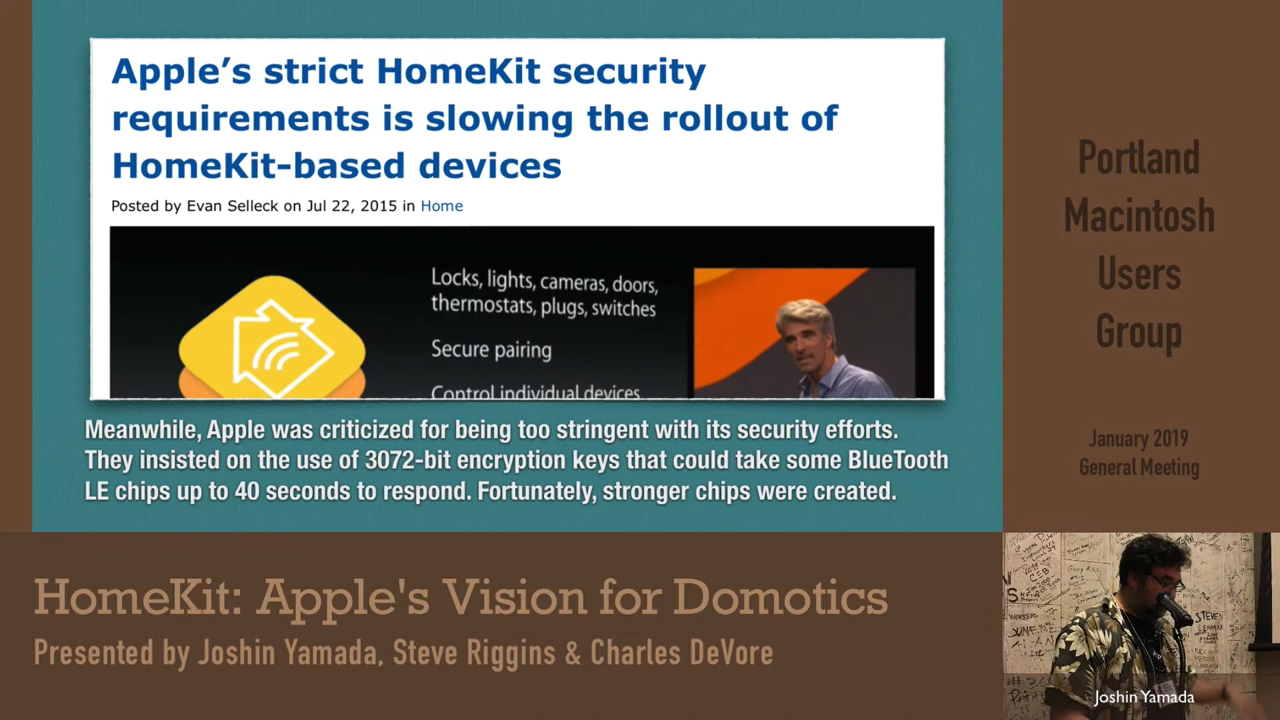 Apple’s strict HomeKit security
requirements is slowing the rollout of
HomeKit-based devices
Posted by Evan Selleck on Jul 22, 2015 in Home
Locks, lights, cameras, doors,
thermostats, plugs, switches
Secure pairing
Control individual devices
Meanwhile, Apple was criticized for being too stringent with its security efforts.
They insisted on the use of 3072-bit encryption keys that could take some BlueTooth
LE chips up to 40 seconds to respond. Fortunately, stronger chips were created.
Portland
Macintosh
Users
Group
January 2019
General Meeting
HomeKit: Apple's Vision for Domotics
Presented by Joshin Yamada, Steve Riggins & Charles DeVore
Joshin Yamada